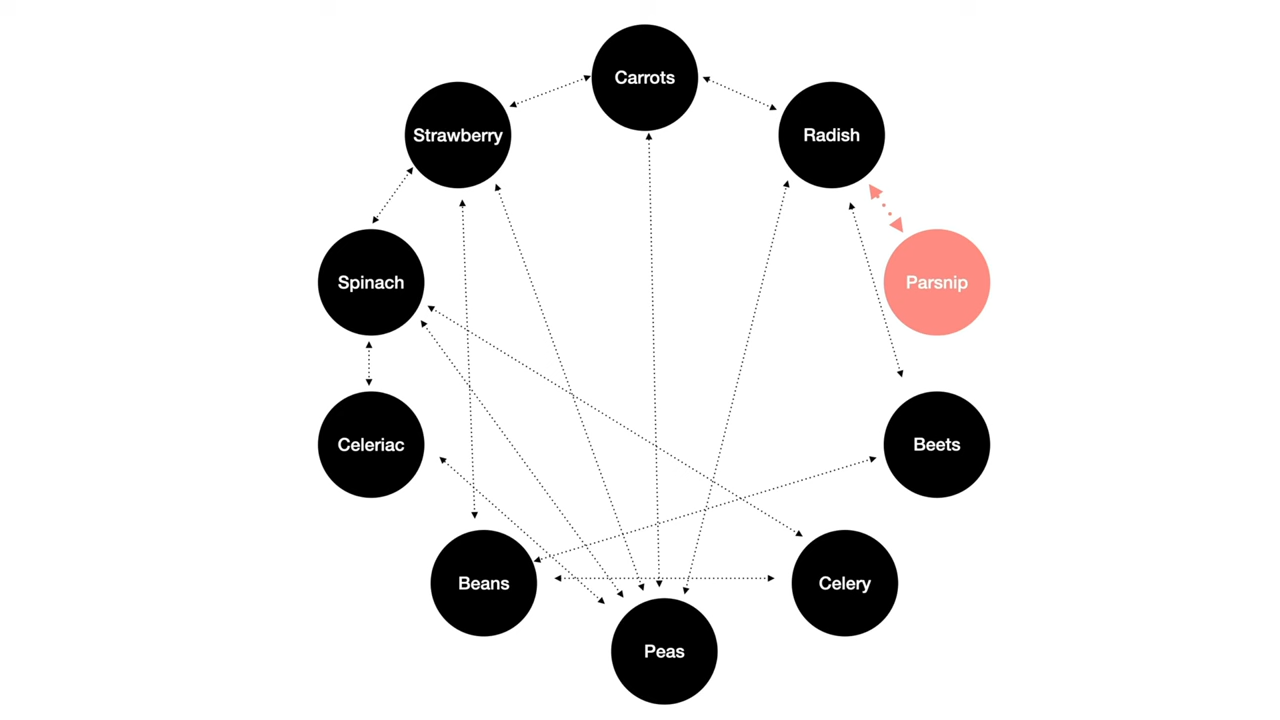 Carrots
Strawberry
Radish
Spinach
Parsnip
Celeriac
Beets
Beans
Celery
Peas